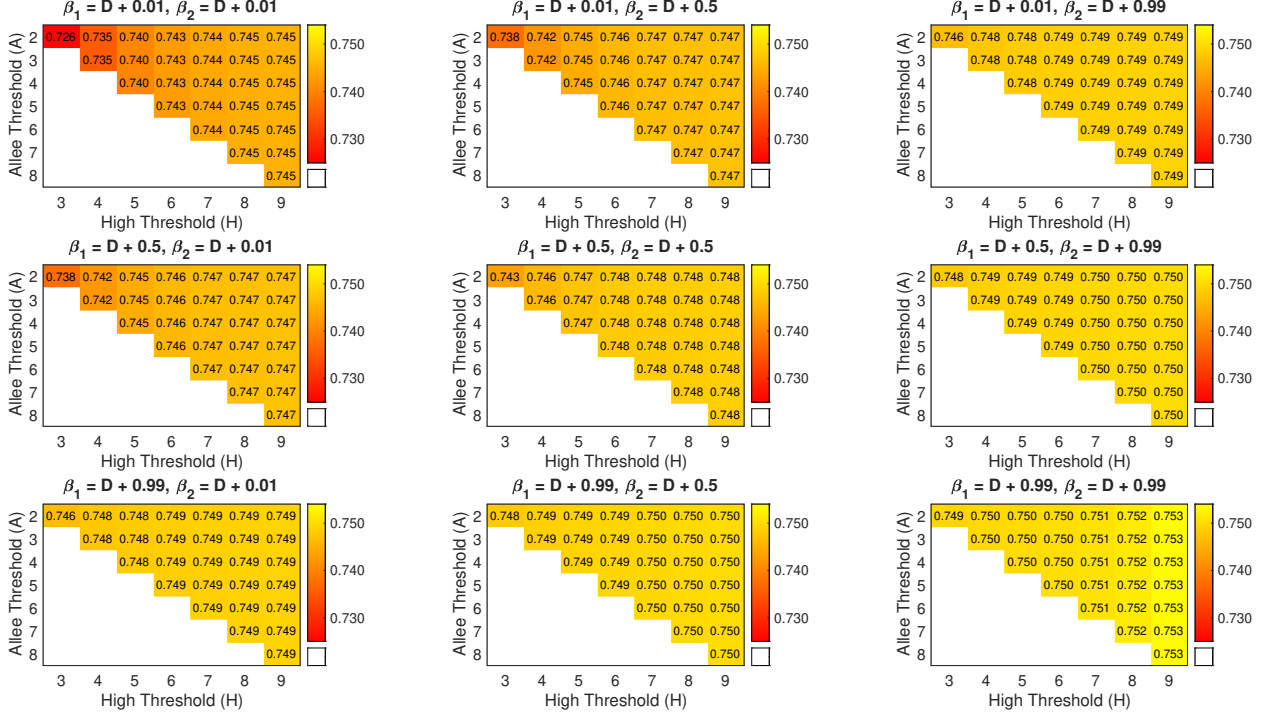 β1 = D + 0.01, β2 = D + 0.01
β1 = D + 0.01, β2 = D + 0.5
β1 = D + 0.01, β2 = D + 0.99
2 0.726 0.735 0.740 0.743 0.744 0.745 0.745 0.750
3 0.735 0.740 0.743 0.744 0.745 0.745
4 0.740 0.743 0.744 0.745 0.745 0.740
5 0.743 0.744 0.745 0.745
6 0.744 0.745 0.745 0.730
7 0.745 0.745
8 0.745
3 4 5 6 7 8 9
High Threshold (H)
Allee Threshold (A)
2 0.738 0.742 0.745 0.746 0.747 0.747 0.747 0.750
3 0.742 0.745 0.746 0.747 0.747 0.747
4 0.745 0.746 0.747 0.747 0.747 0.740
5 0.746 0.747 0.747 0.747
6 0.747 0.747 0.747 0.730
7 0.747 0.747
8 0.747
3 4 5 6 7 8 9
High Threshold (H)
Allee Threshold (A)
2 0.746 0.748 0.748 0.749 0.749 0.749 0.749 0.750
3 0.748 0.748 0.749 0.749 0.749 0.749
4 0.748 0.749 0.749 0.749 0.749 0.740
5 0.749 0.749 0.749 0.749
6 0.749 0.749 0.749 0.730
7 0.749 0.749
8 0.749
3 4 5 6 7 8 9
High Threshold (H)
Allee Threshold (A)
β1 = D + 0.5, β2 = D + 0.01
β1 = D + 0.5, β2 = D + 0.5
β1 = D + 0.5, β2 = D + 0.99
2 0.738 0.742 0.745 0.746 0.747 0.747 0.747 0.750
3 0.742 0.745 0.746 0.747 0.747 0.747
4 0.745 0.746 0.747 0.747 0.747 0.740
5 0.746 0.747 0.747 0.747
6 0.747 0.747 0.747 0.730
7 0.747 0.747
8 0.747
3 4 5 6 7 8 9
High Threshold (H)
Allee Threshold (A)
2 0.743 0.746 0.747 0.748 0.748 0.748 0.748 0.750
3 0.746 0.747 0.748 0.748 0.748 0.748
4 0.747 0.748 0.748 0.748 0.748 0.740
5 0.748 0.748 0.748 0.748
6 0.748 0.748 0.748 0.730
7 0.748 0.748
8 0.748
3 4 5 6 7 8 9
High Threshold (H)
Allee Threshold (A)
2 0.748 0.749 0.749 0.749 0.750 0.750 0.750 0.750
3 0.749 0.749 0.749 0.750 0.750 0.750
4 0.749 0.749 0.750 0.750 0.750 0.740
5 0.749 0.750 0.750 0.750
6 0.750 0.750 0.750 0.730
7 0.750 0.750
8 0.750
3 4 5 6 7 8 9
High Threshold (H)
Allee Threshold (A)
β1 = D + 0.99, β2 = D + 0.01
β1 = D + 0.99, β2 = D + 0.5
β1 = D + 0.99, β2 = D + 0.99
2 0.746 0.748 0.748 0.749 0.749 0.749 0.749 0.750
3 0.748 0.748 0.749 0.749 0.749 0.749
4 0.748 0.749 0.749 0.749 0.749 0.740
5 0.749 0.749 0.749 0.749
6 0.749 0.749 0.749 0.730
7 0.749 0.749
8 0.749
3 4 5 6 7 8 9
High Threshold (H)
Allee Threshold (A)
2 0.748 0.749 0.749 0.749 0.750 0.750 0.750 0.750
3 0.749 0.749 0.750 0.750 0.750 0.750
4 0.749 0.749 0.750 0.750 0.750 0.740
5 0.749 0.750 0.750 0.750
6 0.750 0.750 0.750 0.730
7 0.750 0.750
8 0.750
3 4 5 6 7 8 9
High Threshold (H)
Allee Threshold (A)
2 0.749 0.750 0.750 0.750 0.751 0.752 0.753 0.750
3 0.750 0.750 0.750 0.751 0.752 0.753
4 0.750 0.750 0.751 0.752 0.753 0.740
5 0.750 0.751 0.752 0.753
6 0.751 0.752 0.753 0.730
7 0.752 0.753
8 0.753
3 4 5 6 7 8 9
High Threshold (H)
Allee Threshold (A)